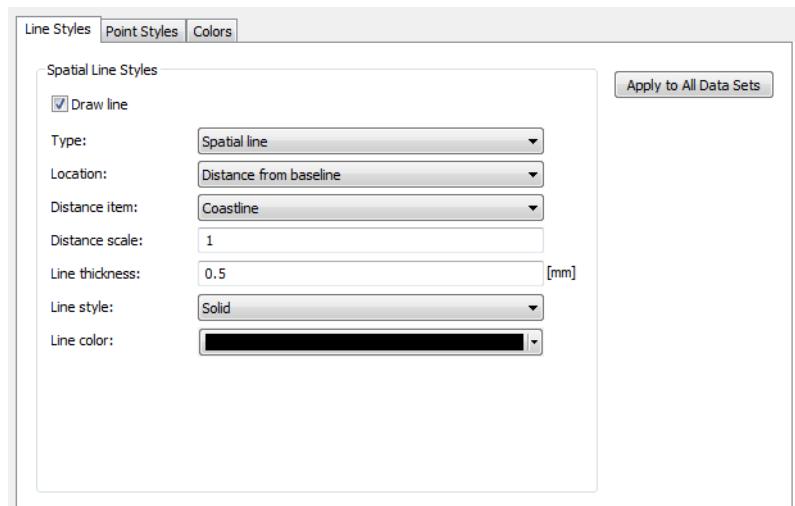 Line Styles Point Styles Colors
Spatial Line Styles
Apply to All Data Sets
Draw line
Type: Spatial line
Location: Distance from baseline
Distance item: Coastline
Distance scale: 1
Line thickness: 0.5 [mm]
Line style: Solid
Line color: